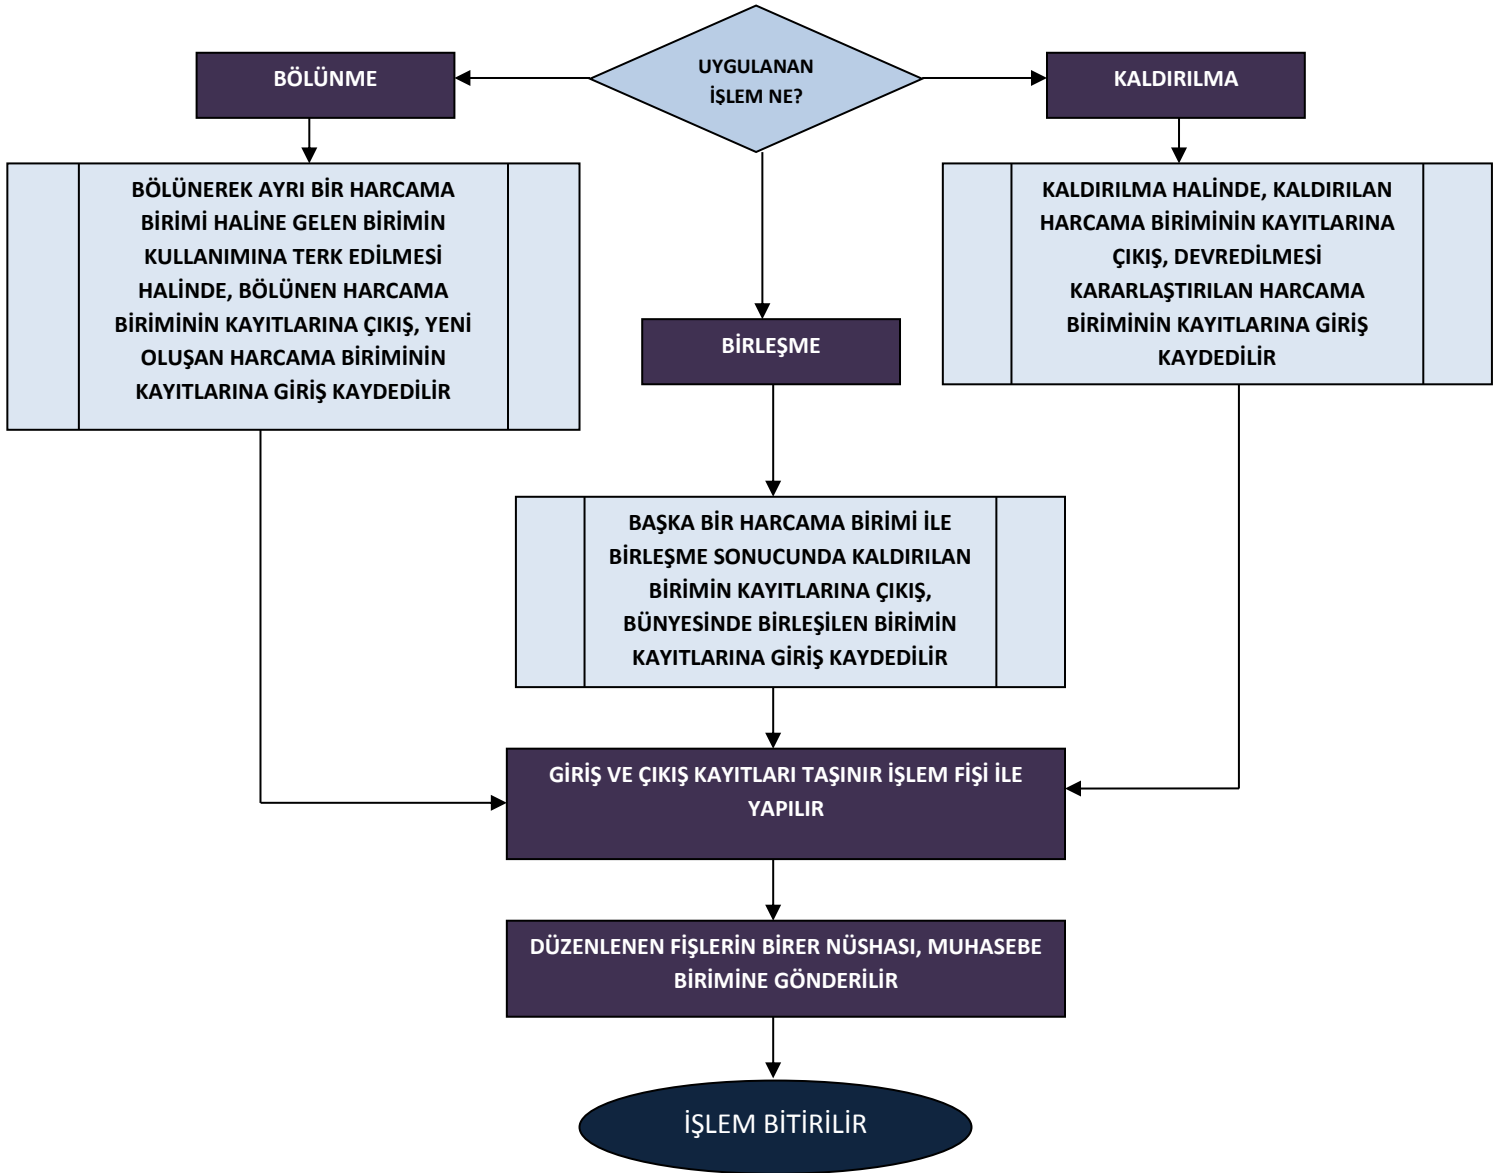 UYGULANAN
İŞLEM NE?
BÖLÜNME
KALDIRILMA
BÖLÜNEREK AYRI BİR HARCAMA
BİRİMİ HALİNE GELEN BİRİMİN
KULLANIMINA TERK EDİLMESİ
HALİNDE, BÖLÜNEN HARCAMA
BİRİMİNİN KAYITLARINA ÇIKIŞ, YENİ
OLUŞAN HARCAMA BİRİMİNİN
KAYITLARINA GİRİŞ KAYDEDİLİR
KALDIRILMA HALİNDE, KALDIRILAN
HARCAMA BİRİMİNİN KAYITLARINA
ÇIKIŞ, DEVREDİLMESİ
KARARLAŞTIRILAN HARCAMA
BİRİMİNİN KAYITLARINA GİRİŞ
KAYDEDİLİR
BİRLEŞME
BAŞKA BİR HARCAMA BİRİMİ İLE
BİRLEŞME SONUCUNDA KALDIRILAN
BİRİMİN KAYITLARINA ÇIKIŞ,
BÜNYESİNDE BİRLEŞİLEN BİRİMİN
KAYITLARINA GİRİŞ KAYDEDİLİR
GİRİŞ VE ÇIKIŞ KAYITLARI TAŞINIR İŞLEM FİŞİ İLE
YAPILIR
DÜZENLENEN FİŞLERİN BİRER NÜSHASI, MUHASEBE
BİRİMİNE GÖNDERİLİR
İŞLEM BİTİRİLİR